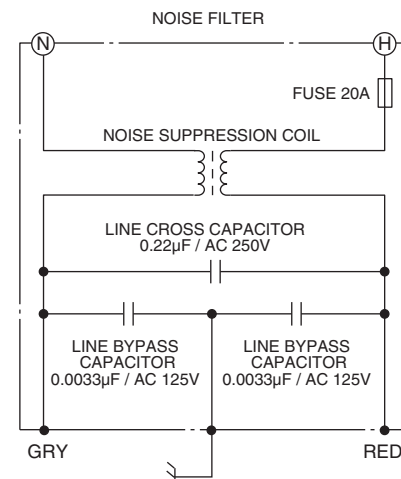 NOISE FILTER
N
H
FUSE 20A
NOISE SUPPRESSION COIL
LINE CROSS CAPACITOR
0.22µF / AC 250V
LINE BYPASS
CAPACITOR
0.0033µF / AC 125V
LINE BYPASS
CAPACITOR
0.0033µF / AC 125V
GRY
RED